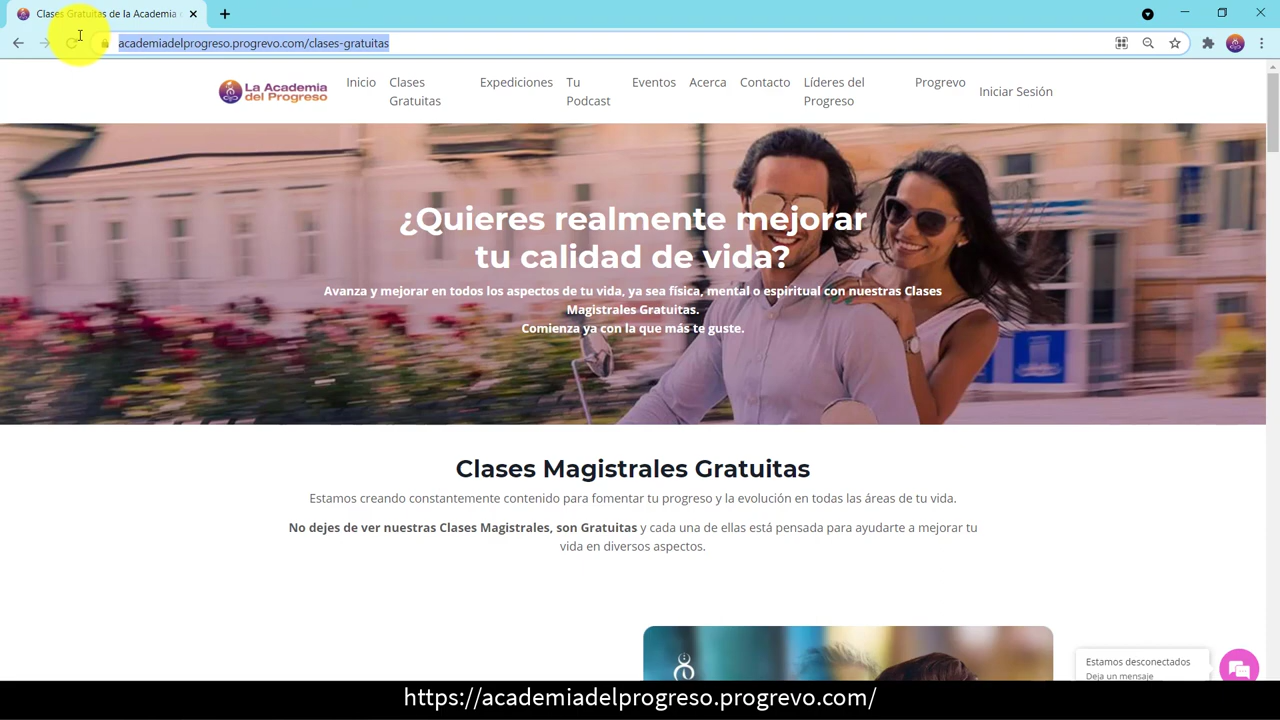 Clases Gratuitas de la Academia
academiadelprogreso.progrevo.com/clases-gratuitas
La Academia
del Progreso
Inicio
Clases
Gratuitas
Expediciones
Tu
Podcast
Eventos
Acerca
Contacto
Líderes del
Progreso
Progrevo
Iniciar Sesión
¿Quieres realmente mejorar
tu calidad de vida?
Avanza y mejorar en todos los aspectos de tu vida, ya sea física, mental o espiritual con nuestras Clases
Magistrales Gratuitas.
Comienza ya con la que más te guste.
Clases Magistrales Gratuitas
Estamos creando constantemente contenido para fomentar tu progreso y la evolución en todas las áreas de tu vida.
No dejes de ver nuestras Clases Magistrales, son Gratuitas y cada una de ellas está pensada para ayudarte a mejorar tu
vida en diversos aspectos.
Estamos desconectados
Deja un mensaje
https://academiadelprogreso.progrevo.com/